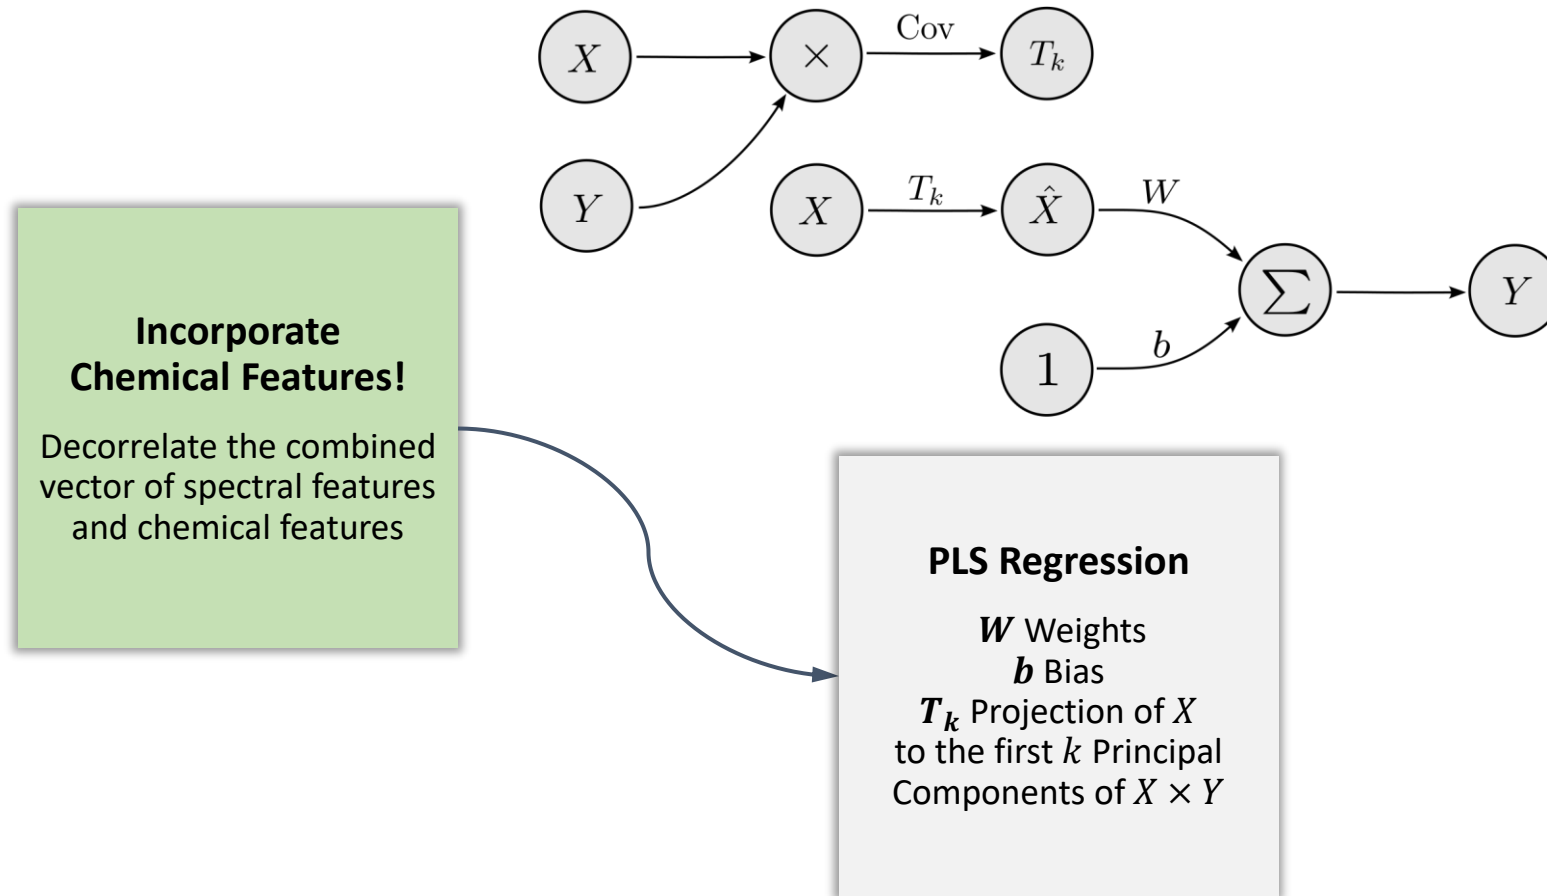 X
×
Cov
T_k
Y
X
T_k
X̂
W
Σ
Y
1
b
Incorporate
Chemical Features!
Decorrelate the combined
vector of spectral features
and chemical features
PLS Regression
W Weights
b Bias
T_k Projection of X
to the first k Principal
Components of X × Y